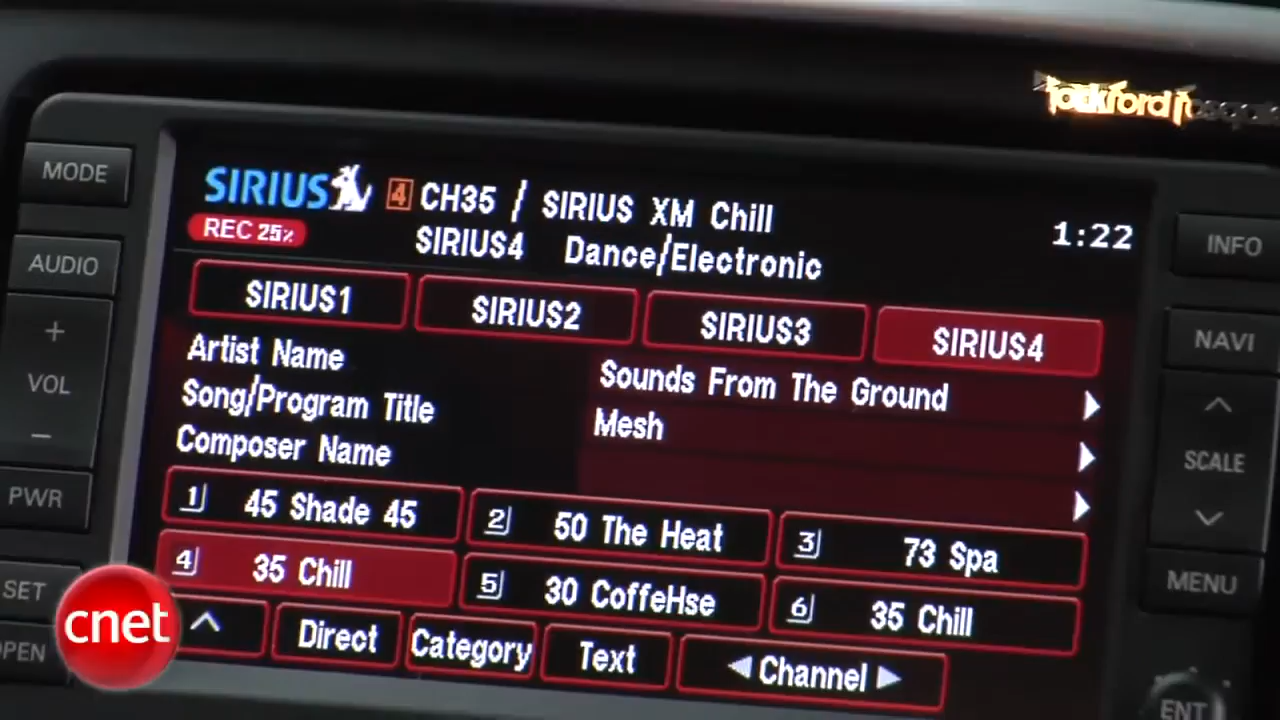 Rockford Fosgate
MODE
SIRIUS 4 CH35 / SIRIUS XM Chill
REC 25% SIRIUS4 Dance/Electronic
1:22
INFO
AUDIO
SIRIUS1 SIRIUS2 SIRIUS3 SIRIUS4
NAVI
+
VOL
-
Artist Name Sounds From The Ground
Song/Program Title Mesh
Composer Name
SCALE
PWR
1 45 Shade 45 2 50 The Heat 3 73 Spa
4 35 Chill 5 30 CoffeHse 6 35 Chill
MENU
SET
cnet
OPEN
Direct Category Text Channel
ENT